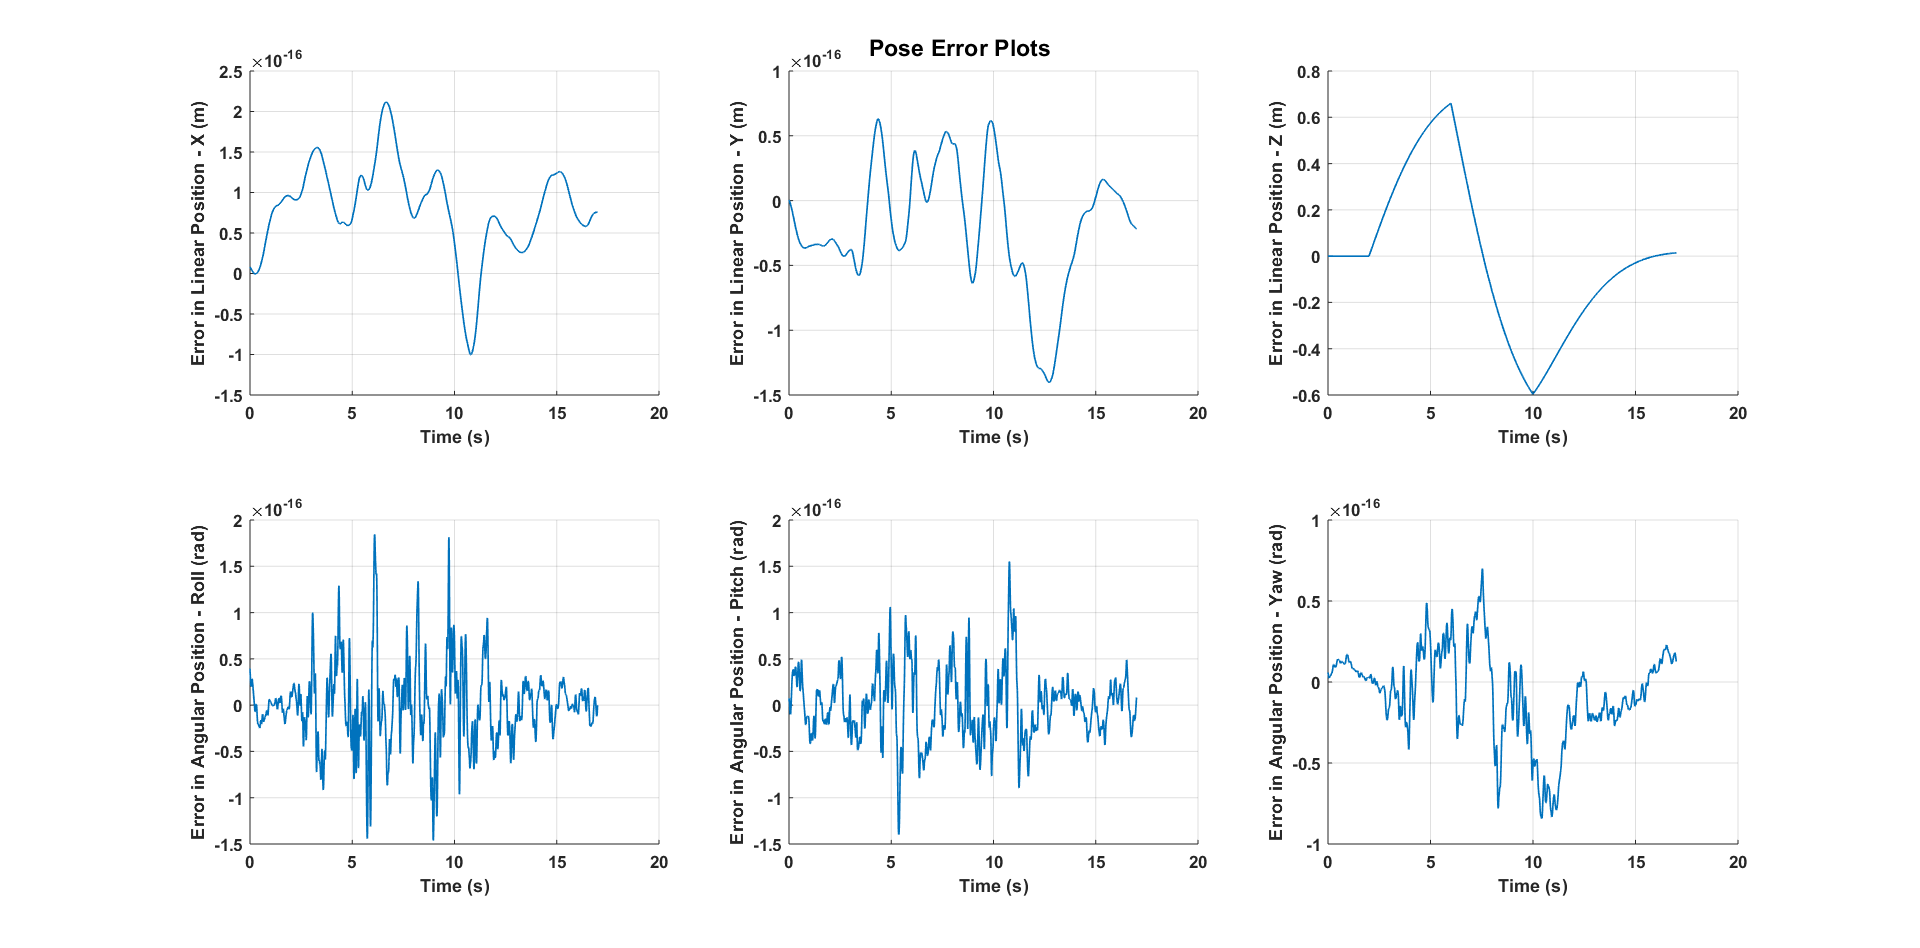 Pose Error Plots
×10-16
2.5
2
1.5
1
0.5
0
-0.5
-1
-1.5
0 5 10 15 20
Time (s)
Error in Linear Position - X (m)
×10-16
1
0.5
0
-0.5
-1
-1.5
0 5 10 15 20
Time (s)
Error in Linear Position - Y (m)
0.8
0.6
0.4
0.2
0
-0.2
-0.4
-0.6
0 5 10 15 20
Time (s)
Error in Linear Position - Z (m)
×10-16
2
1.5
1
0.5
0
-0.5
-1
-1.5
0 5 10 15 20
Time (s)
Error in Angular Position - Roll (rad)
×10-16
2
1.5
1
0.5
0
-0.5
-1
-1.5
0 5 10 15 20
Time (s)
Error in Angular Position - Pitch (rad)
×10-16
1
0.5
0
-0.5
-1
0 5 10 15 20
Time (s)
Error in Angular Position - Yaw (rad)